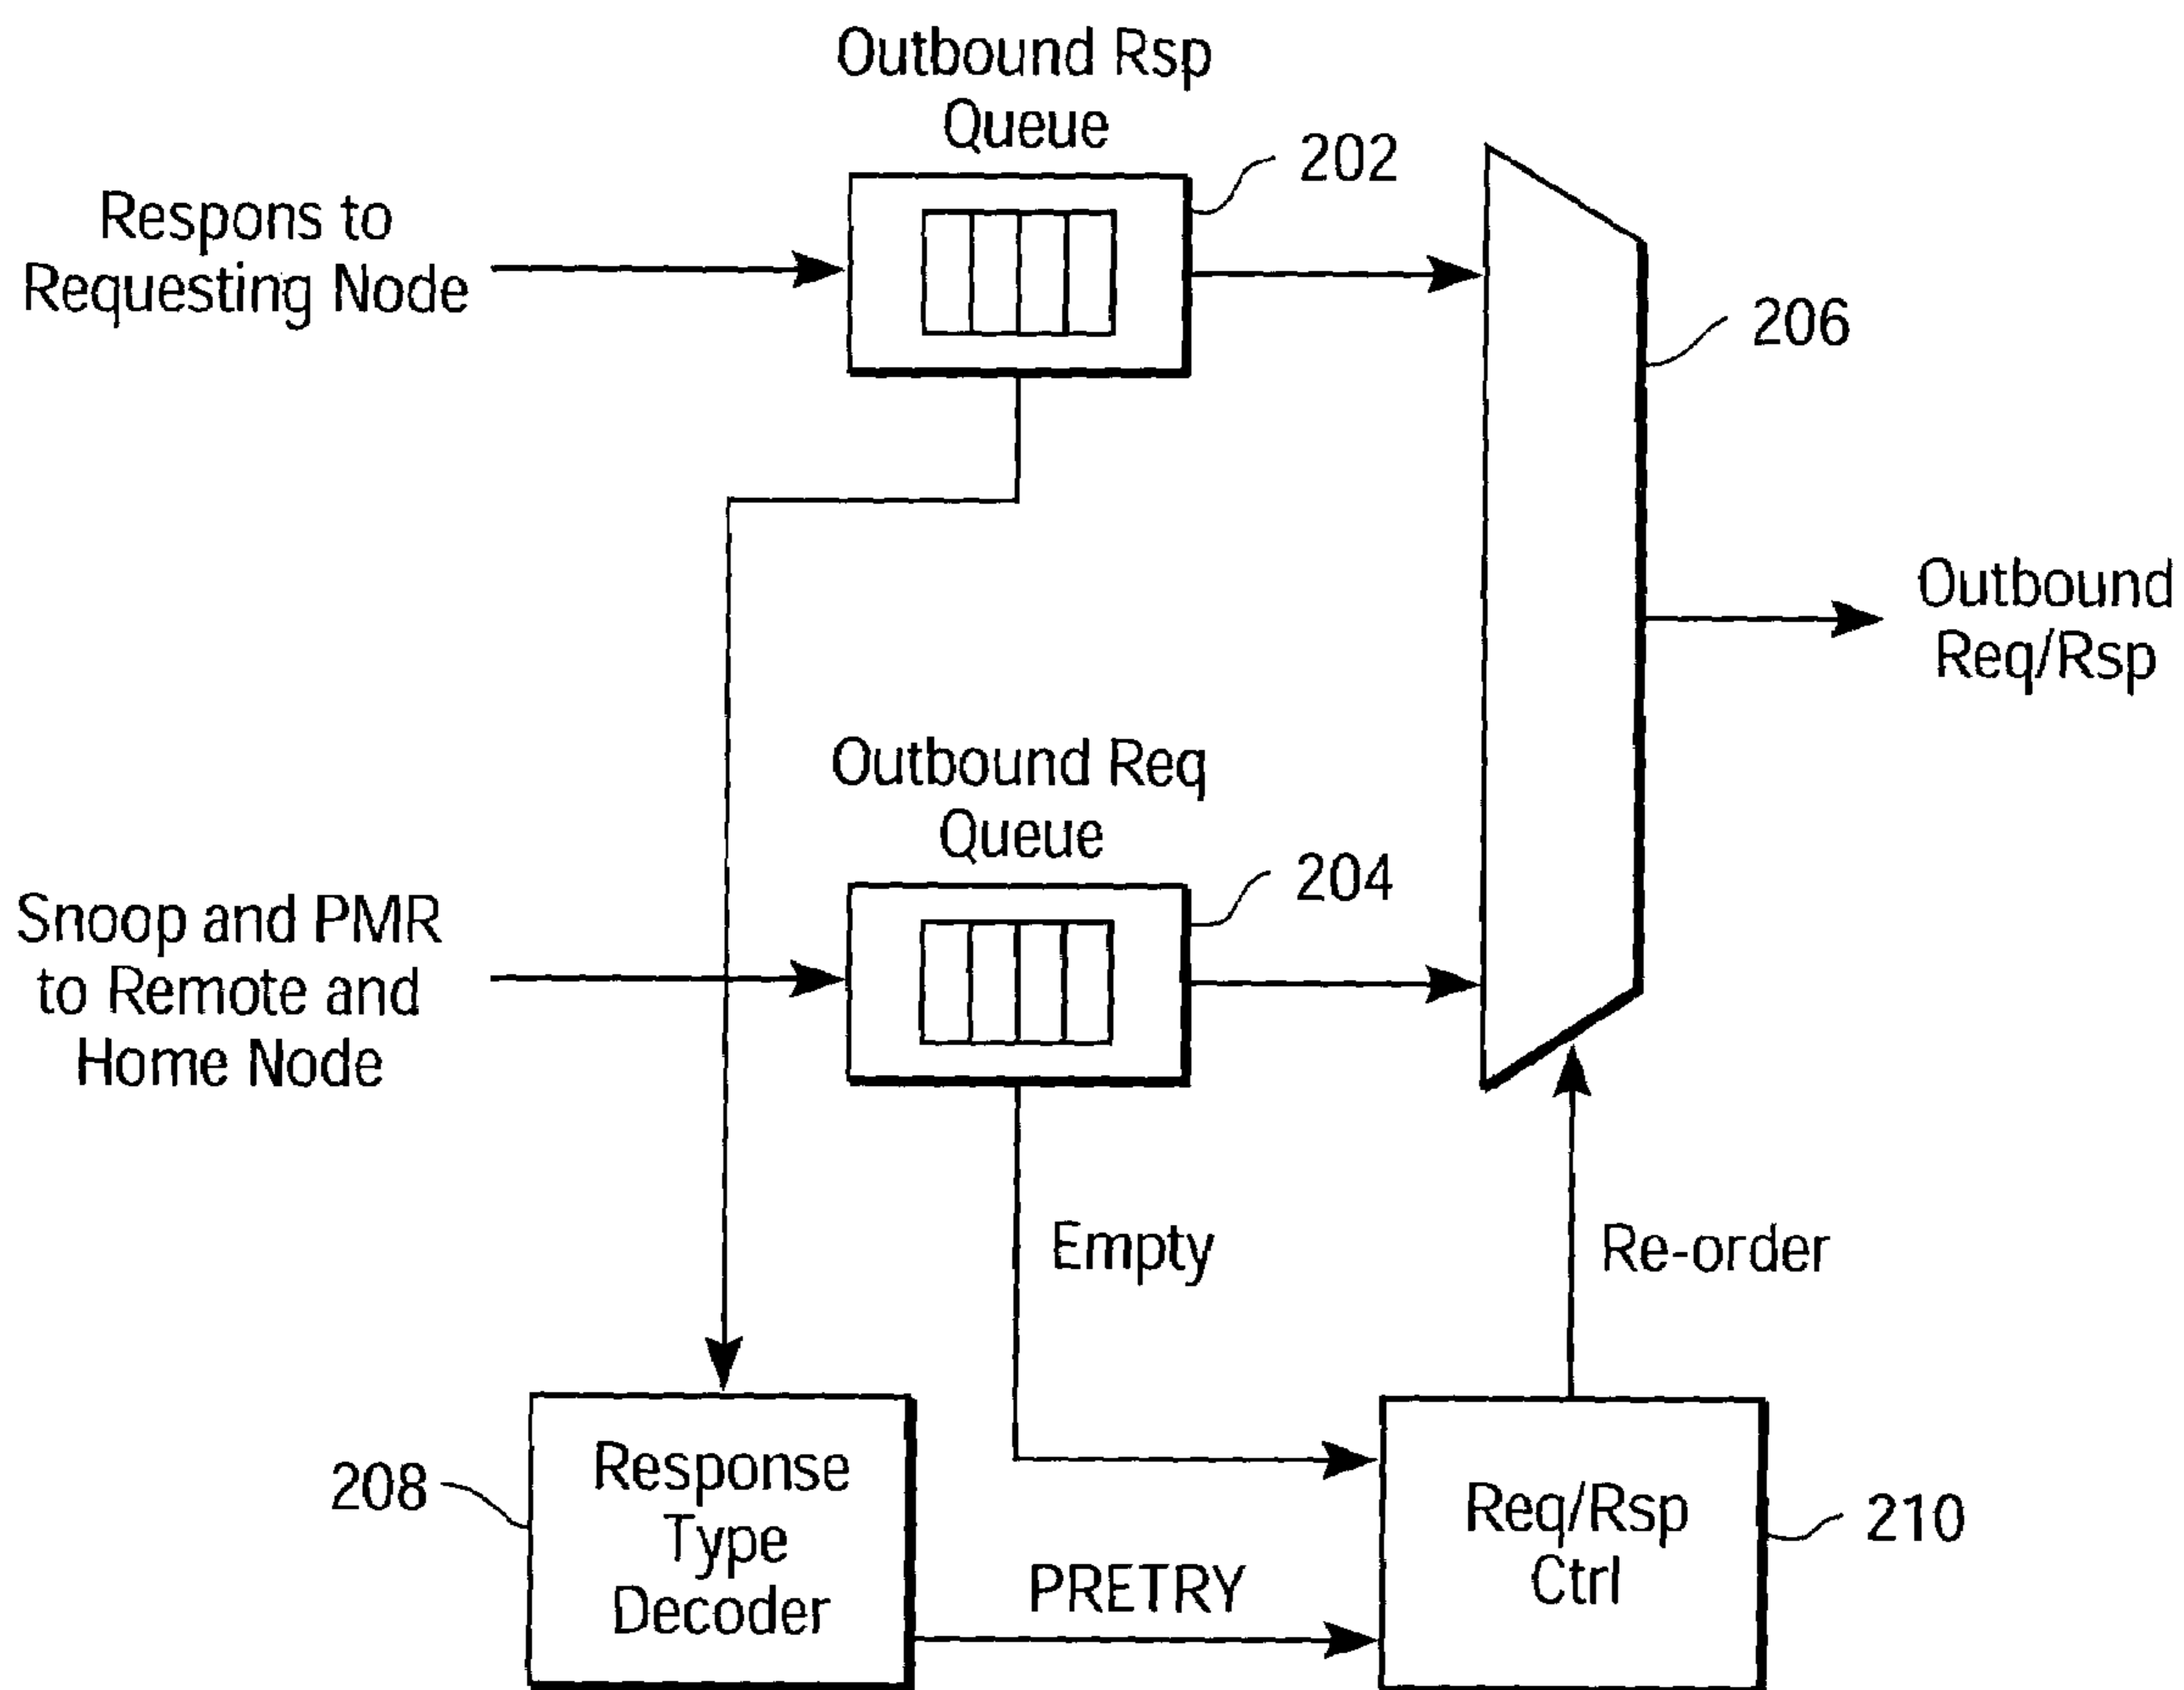 Outbound Rsp
Queue
202
Respons to
Requesting Node
206
Outbound
Req/Rsp
Outbound Req
Queue
204
Snoop and PMR
to Remote and
Home Node
Empty
Re-order
208
Response
Type
Decoder
PRETRY
Req/Rsp
Ctrl
210